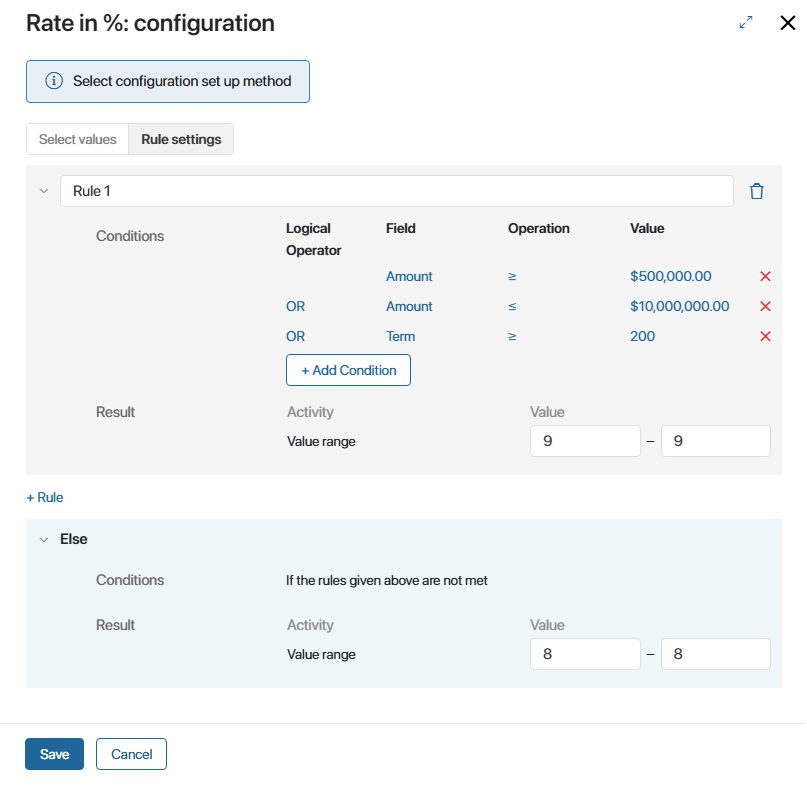 Rate in %: configuration
Select configuration set up method
Select values Rule settings
Rule 1
Conditions Logical Operator Field Operation Value
Amount ≥ $500,000.00
OR Amount ≤ $10,000,000.00
OR Term ≥ 200
+ Add Condition
Result Activity Value
Value range 9 – 9
+ Rule
Else
Conditions If the rules given above are not met
Result Activity Value
Value range 8 – 8
Save Cancel